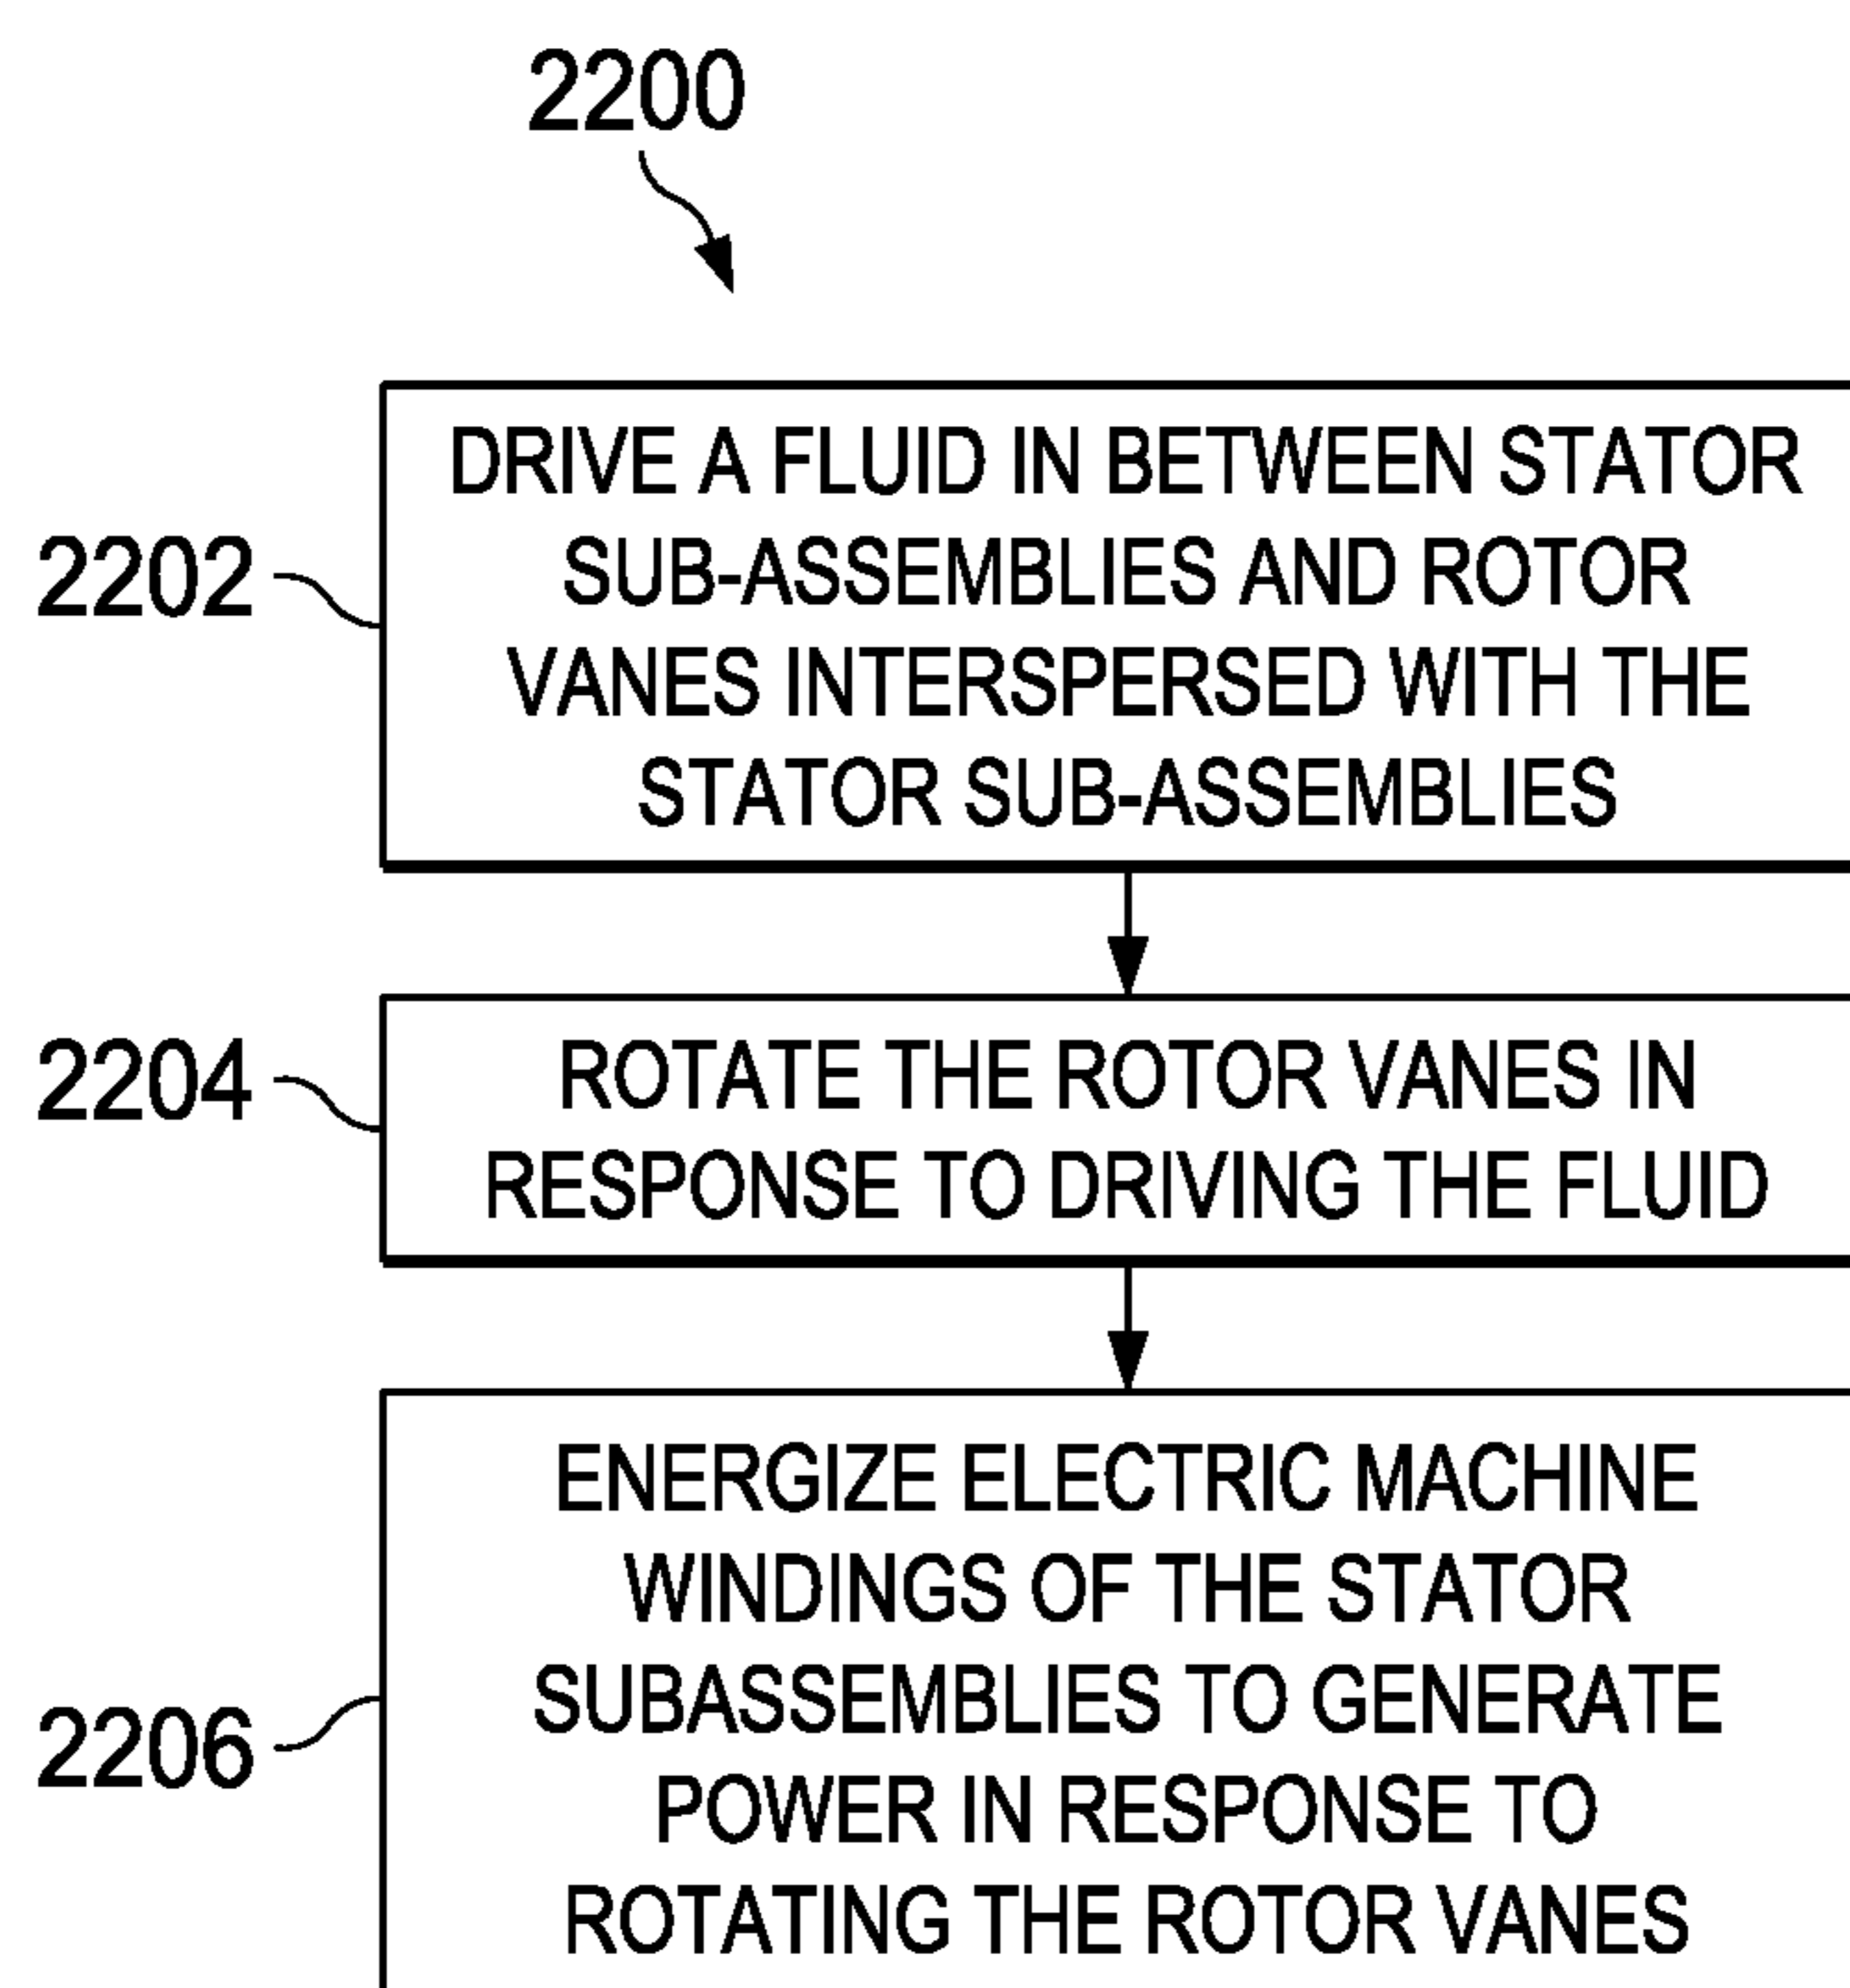 2200
2202
DRIVE A FLUID IN BETWEEN STATOR
SUB-ASSEMBLIES AND ROTOR
VANES INTERSPERSED WITH THE
STATOR SUB-ASSEMBLIES
2204
ROTATE THE ROTOR VANES IN
RESPONSE TO DRIVING THE FLUID
2206
ENERGIZE ELECTRIC MACHINE
WINDINGS OF THE STATOR
SUBASSEMBLIES TO GENERATE
POWER IN RESPONSE TO
ROTATING THE ROTOR VANES